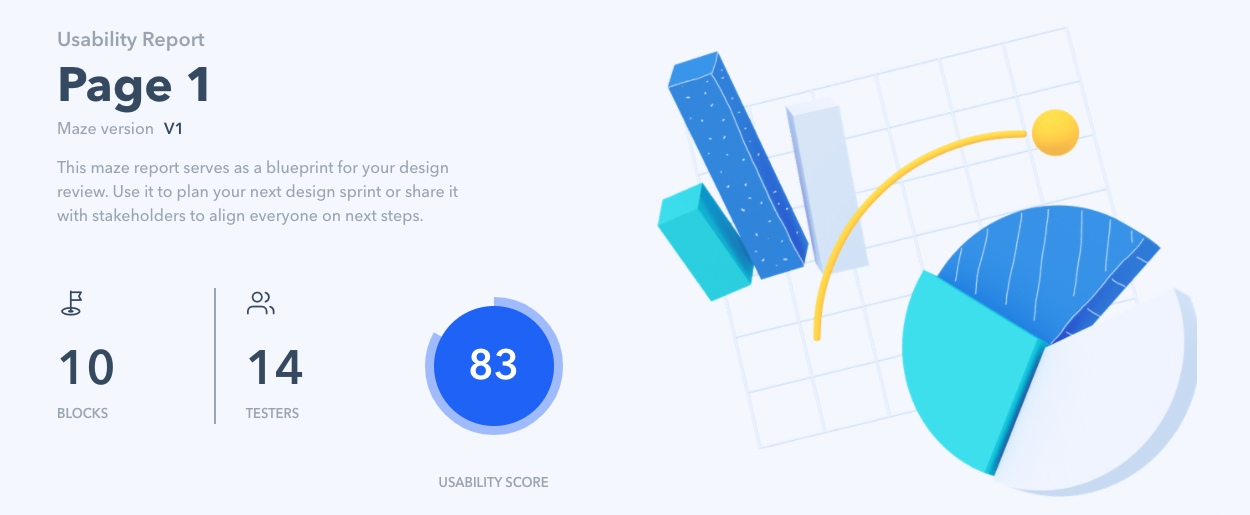 Usability Report
Page 1
Maze version V1
This maze report serves as a blueprint for your design
review. Use it to plan your next design sprint or share it
with stakeholders to align everyone on next steps.
10
BLOCKS
14
TESTERS
83
USABILITY SCORE